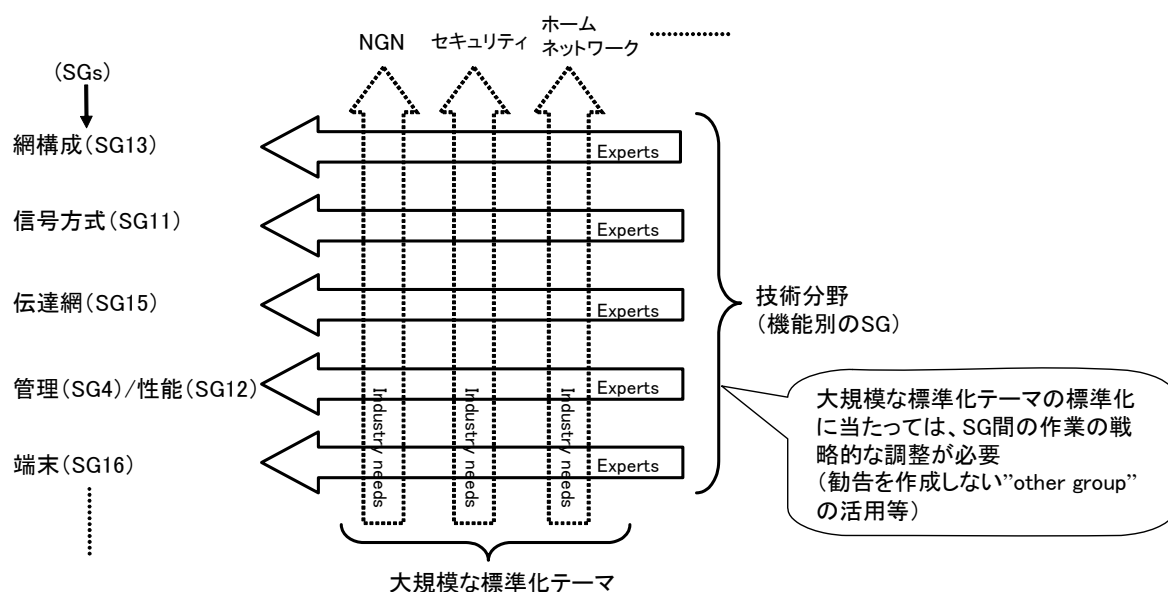 NGN
セキュリティ
ホーム
ネットワーク
(SGs)
網構成(SG13)
Experts
信号方式(SG11)
Experts
伝達網(SG15)
Experts
管理(SG4)/性能(SG12)
Experts
端末(SG16)
Experts
Industry needs
Industry needs
Industry needs
技術分野
(機能別のSG)
大規模な標準化テーマの標準化
に当たっては、SG間の作業の戦
略的な調整が必要
(勧告を作成しない”other group”
の活用等)
大規模な標準化テーマ